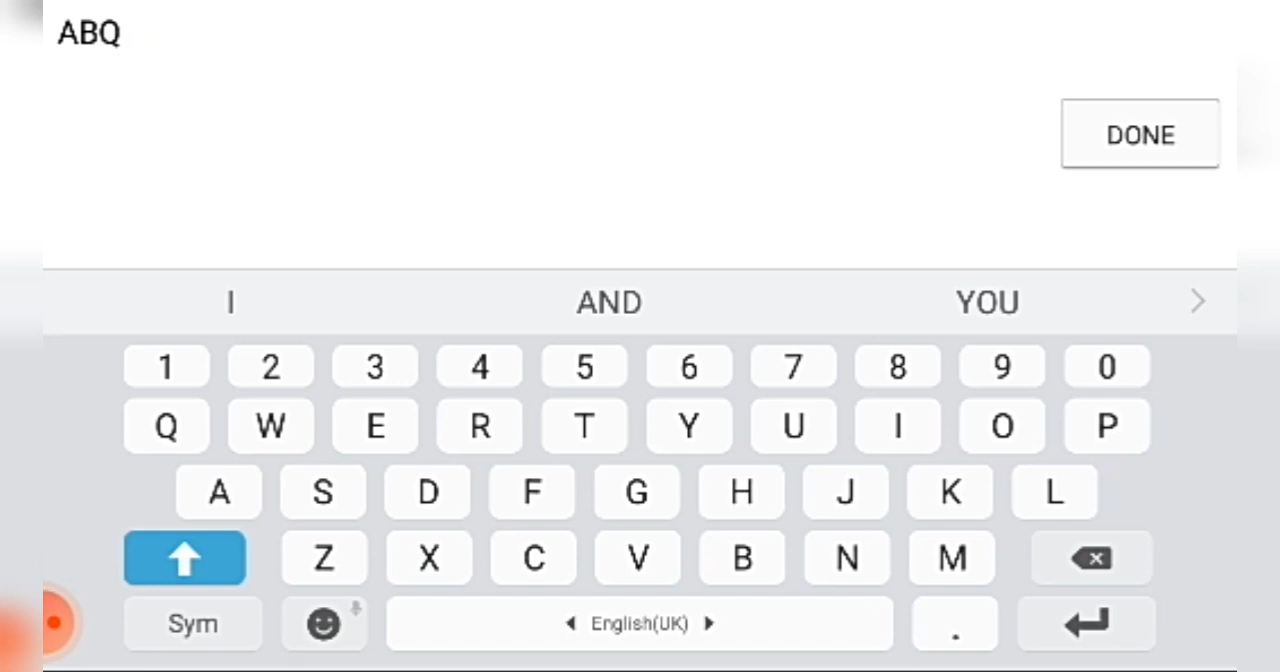 ABQ
DONE
I AND YOU
1 2 3 4 5 6 7 8 9 0
Q W E R T Y U I O P
A S D F G H J K L
Z X C V B N M
Sym English(UK) .